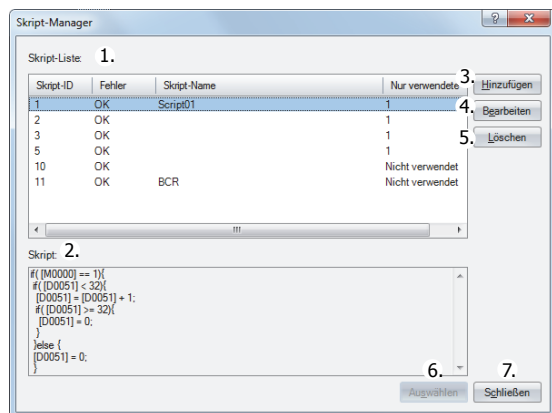 Skript-Manager
Skript-Liste: 1.
Skript-ID Fehler Skript-Name Nur verwendete 3. Hinzufügen
1 OK Script01 1 4. Bearbeiten
2 OK 1
3 OK 1 5. Löschen
5 OK 1
10 OK Nicht verwendet
11 OK BCR Nicht verwendet
Skript: 2.
if( [M0000] == 1){
if( [D0051] < 32){
[D0051] = [D0051] + 1;
if( [D0051] >= 32){
[D0051] = 0;
}
}else {
[D0051] = 0;
}
6. 7.
Auswählen Schließen